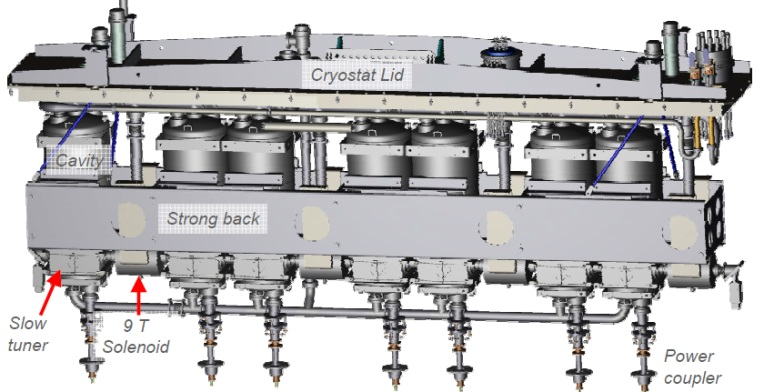 Cryostat Lid
Cavity
Strong back
Slow
tuner
9 T
Solenoid
Power
coupler